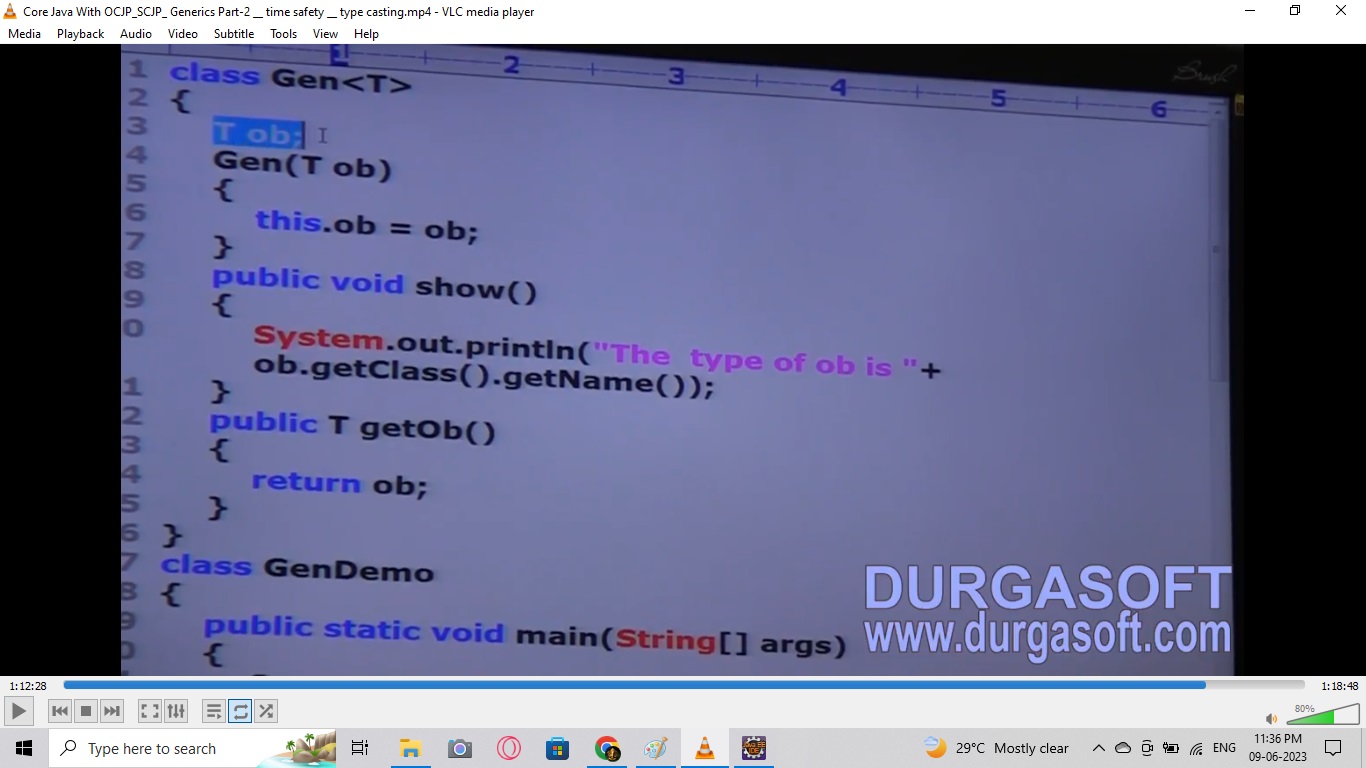 Core Java With OCJP_SCJP_ Generics Part-2 __ time safety __ type casting.mp4 - VLC media player
Media Playback Audio Video Subtitle Tools View Help
1 2 3 4 5 6
Brush
1 class Gen<T>
2 {
3 T ob;
4 Gen(T ob)
5 {
6 this.ob = ob;
7 }
8 public void show()
9 {
0 System.out.println("The type of ob is "+
ob.getClass().getName());
1 }
2 public T getOb()
3 {
4 return ob;
5 }
6 }
7 class GenDemo
8 {
9 public static void main(String[] args)
0 {
DURGASOFT
www.durgasoft.com
1:12:28 1:18:48
80%
Type here to search
29°C Mostly clear
ENG
11:36 PM
09-06-2023